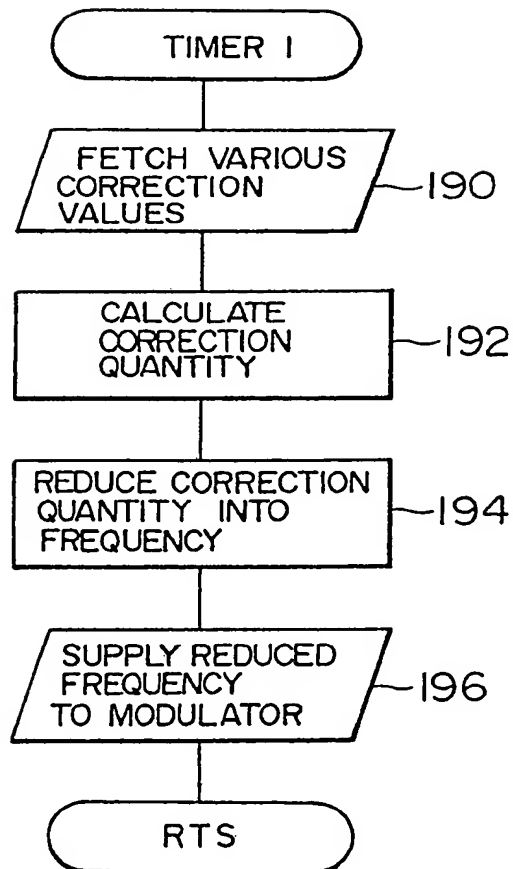 TIMER 1
FETCH VARIOUS
CORRECTION
VALUES
190
CALCULATE
CORRECTION
QUANTITY
192
REDUCE CORRECTION
QUANTITY INTO
FREQUENCY
194
SUPPLY REDUCED
FREQUENCY
TO MODULATOR
196
RTS